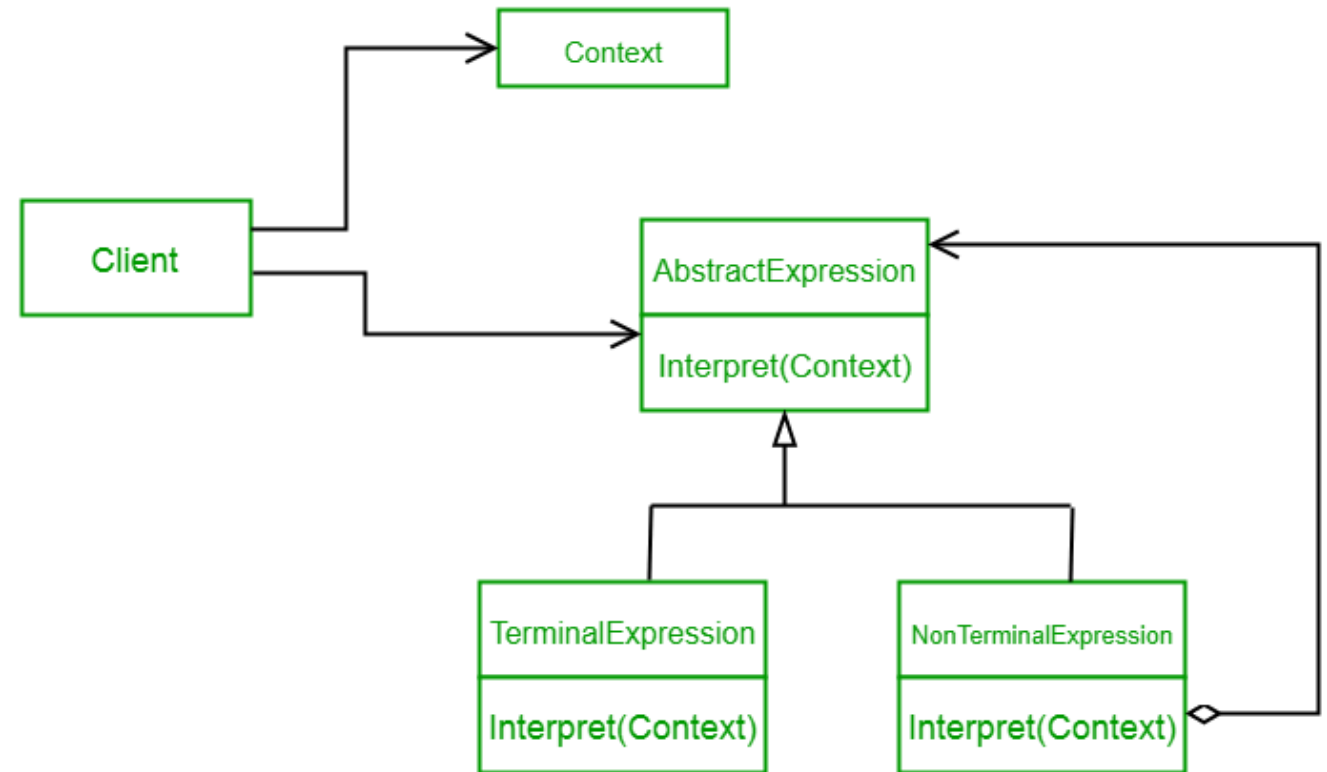 Context
Client
AbstractExpression
Interpret(Context)
TerminalExpression
NonTerminalExpression
Interpret(Context)
Interpret(Context)